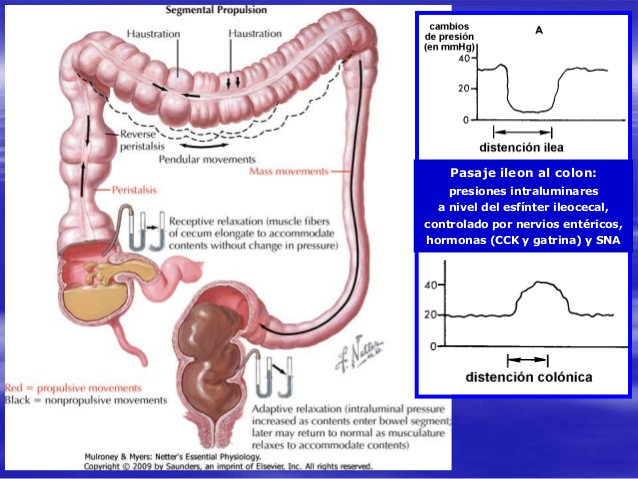 Segmental Propulsion
Haustration
Haustration
Reverse
peristalsis
Pendular movements
Mass movements
Peristalsis
Receptive relaxation (muscle fibers
of cecum elongate to accommodate
contents without change in pressure)
Red = propulsive movements
Black = nonpropulsive movements
Adaptive relaxation (intraluminal pressure
increased as contents enter bowel segment;
later may return to normal as musculature
relaxes to accommodate contents)
F. Netter M.D.
Mulroney & Myers: Netter's Essential Physiology.
Copyright © 2009 by Saunders, an imprint of Elsevier, Inc. All rights reserved.
cambios
de presión
(en mmHg)
A
40
20
0
distención ilea
Pasaje ileon al colon:
presiones intraluminares
a nivel del esfínter ileocecal,
controlado por nervios entéricos,
hormonas (CCK y gatrina) y SNA
40
20
0
distención colónica